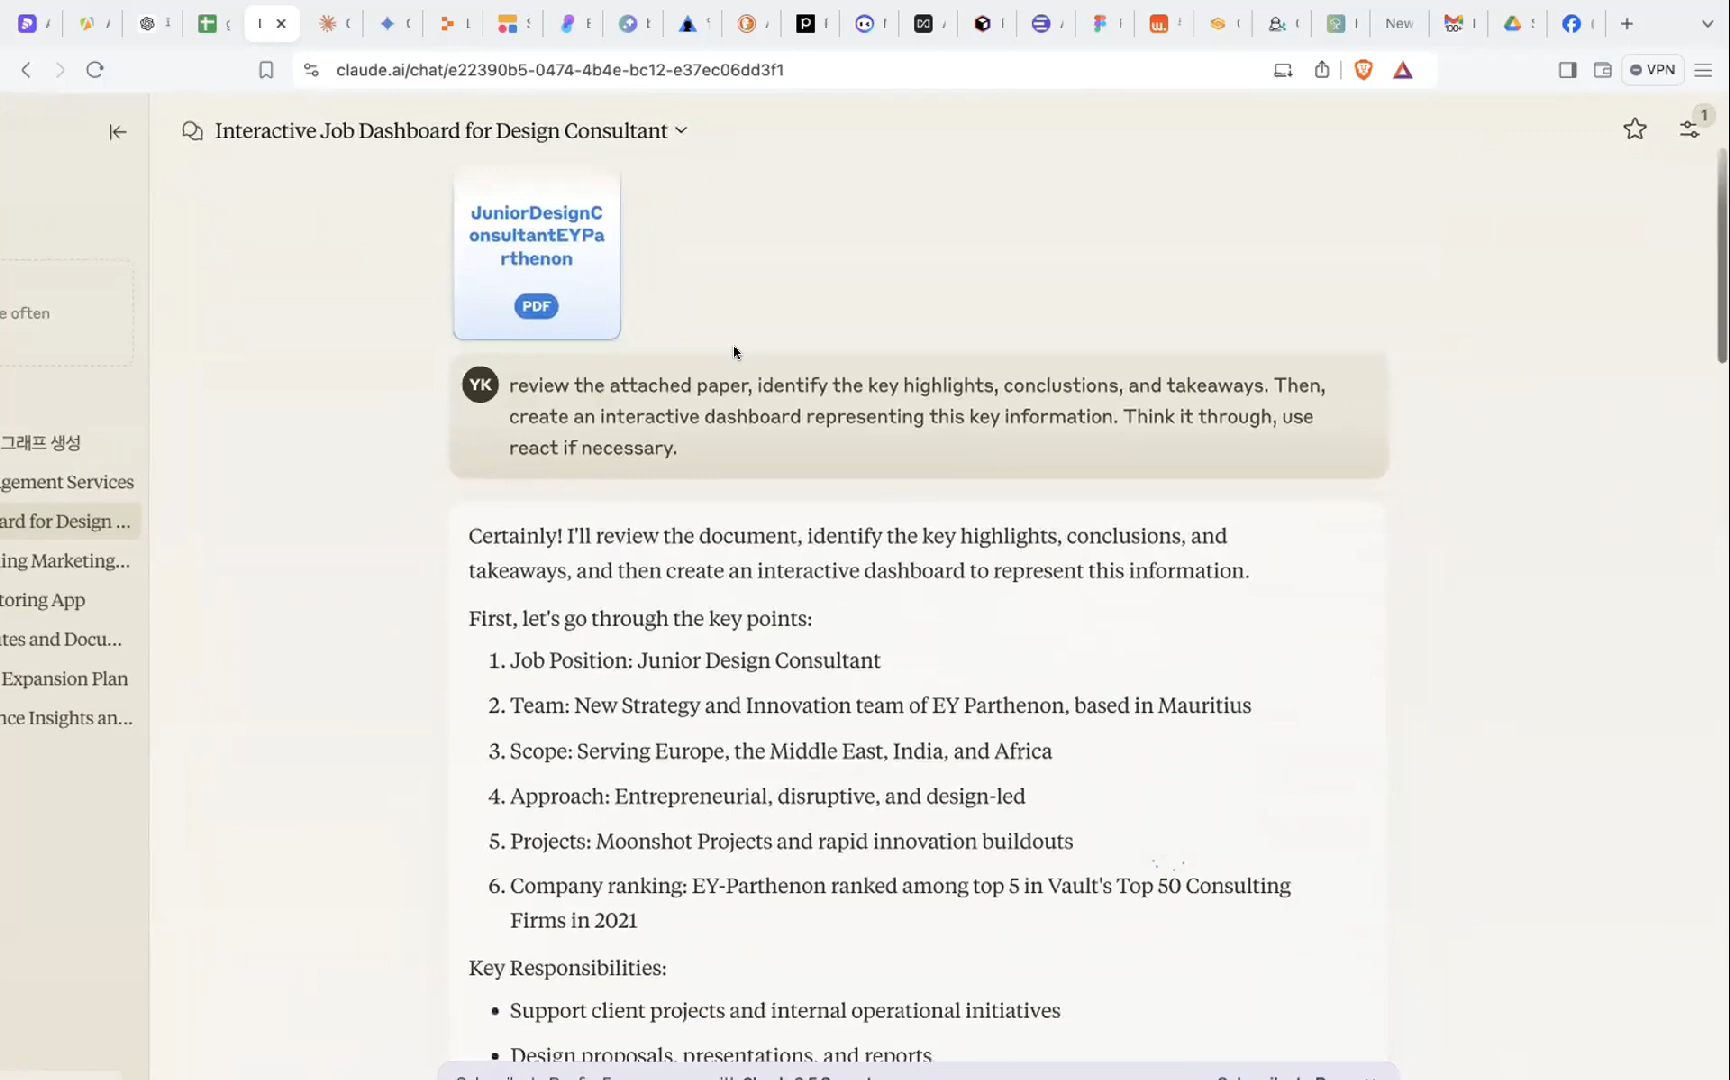 claude.ai/chat/e22390b5-0474-4b4e-bc12-e37ec06dd3f1
VPN
New
100+
Interactive Job Dashboard for Design Consultant
1
JuniorDesignC
onsultantEYPa
rthenon
PDF
e often
YK
review the attached paper, identify the key highlights, conclustions, and takeaways. Then,
create an interactive dashboard representing this key information. Think it through, use
react if necessary.
그래프 생성
gement Services
ard for Design ...
ing Marketing...
toring App
tes and Docu...
Expansion Plan
nce Insights an...
Certainly! I'll review the document, identify the key highlights, conclusions, and
takeaways, and then create an interactive dashboard to represent this information.
First, let's go through the key points:
1. Job Position: Junior Design Consultant
2. Team: New Strategy and Innovation team of EY Parthenon, based in Mauritius
3. Scope: Serving Europe, the Middle East, India, and Africa
4. Approach: Entrepreneurial, disruptive, and design-led
5. Projects: Moonshot Projects and rapid innovation buildouts
6. Company ranking: EY-Parthenon ranked among top 5 in Vault's Top 50 Consulting
Firms in 2021
Key Responsibilities:
• Support client projects and internal operational initiatives
• Design proposals, presentations, and reports